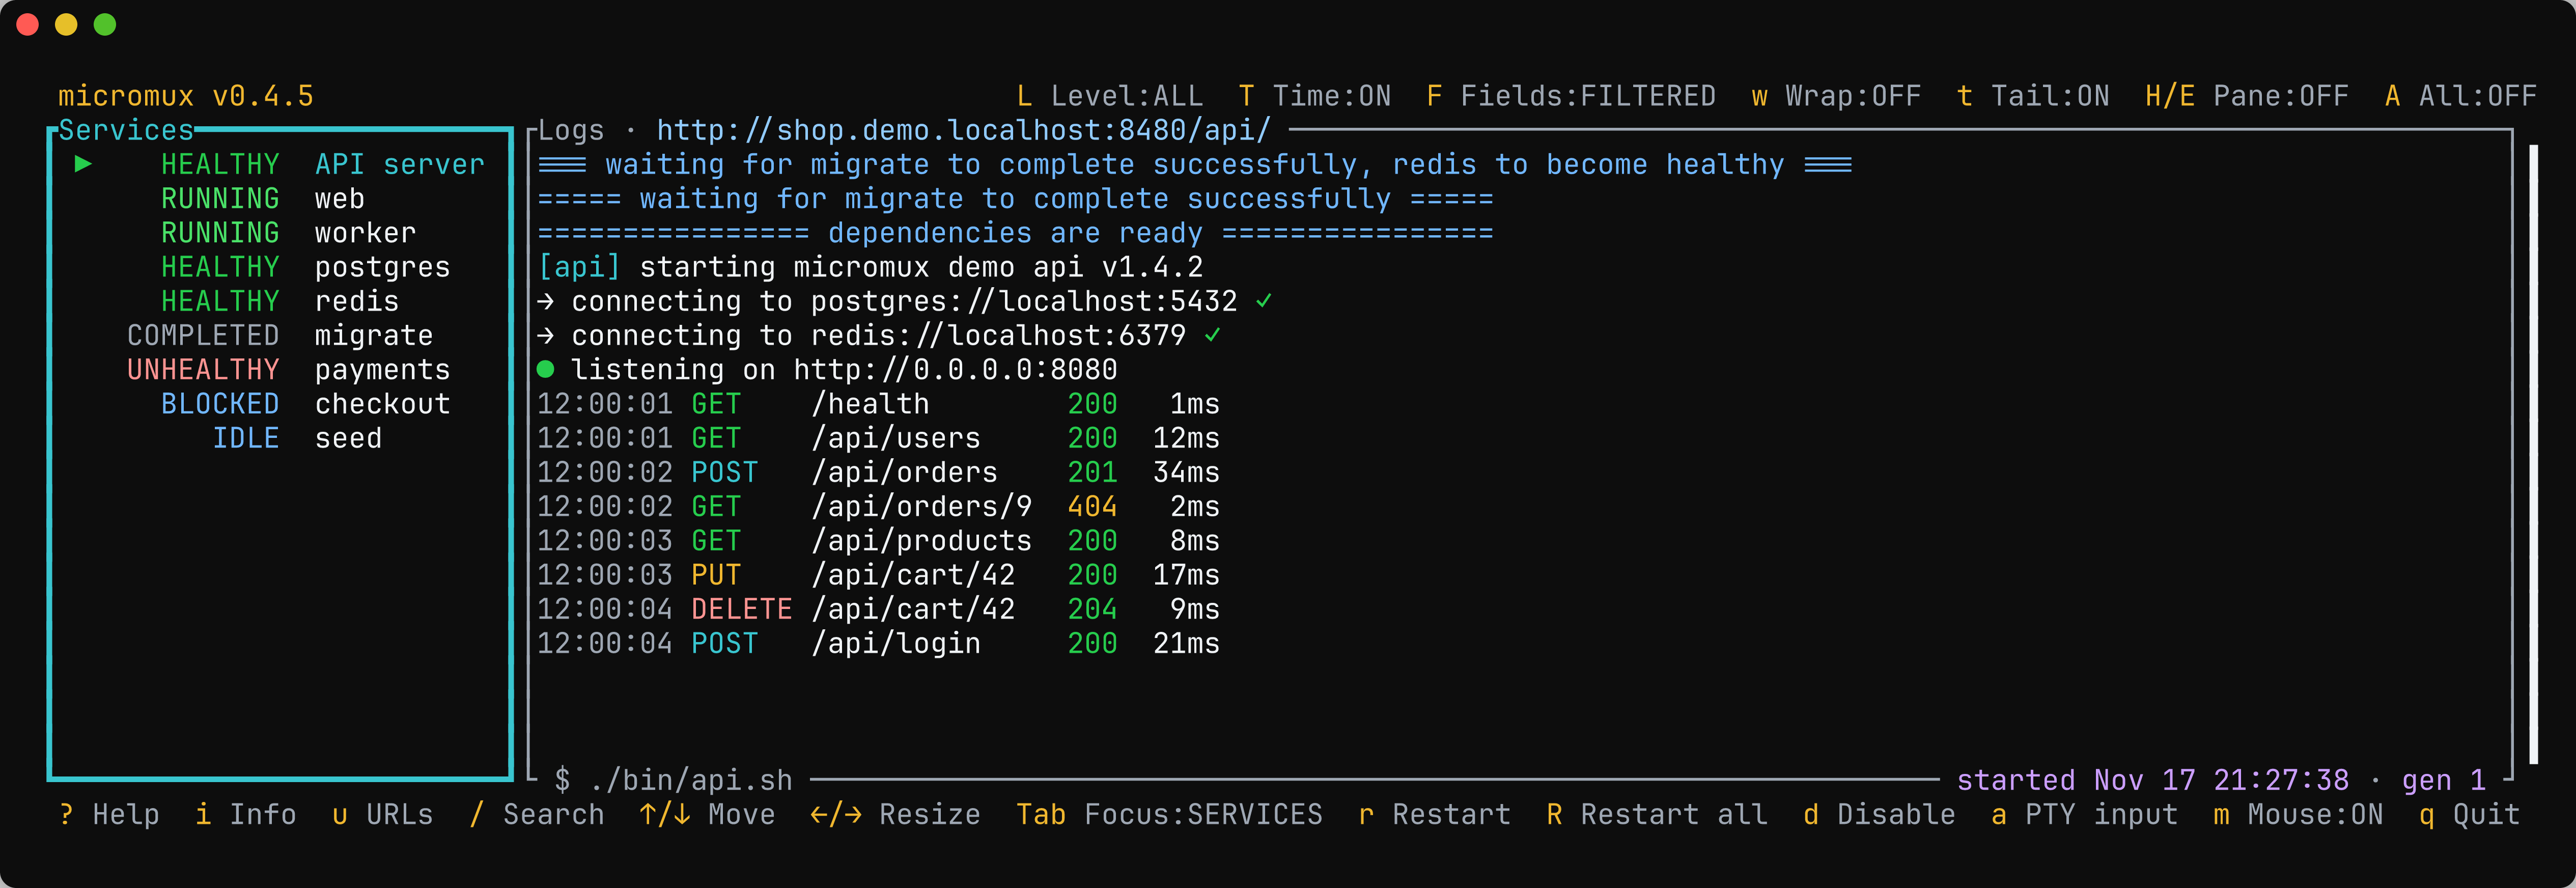 micromux v0.4.5
L Level:ALL T Time:ON F Fields:FILTERED w Wrap:OFF t Tail:ON H/E Pane:OFF A All:OFF
Services
▶ HEALTHY API server
RUNNING web
RUNNING worker
HEALTHY postgres
HEALTHY redis
COMPLETED migrate
UNHEALTHY payments
BLOCKED checkout
IDLE seed
Logs · http://shop.demo.localhost:8480/api/
=== waiting for migrate to complete successfully, redis to become healthy ===
===== waiting for migrate to complete successfully =====
================ dependencies are ready ================
[api] starting micromux demo api v1.4.2
→ connecting to postgres://localhost:5432 ✓
→ connecting to redis://localhost:6379 ✓
● listening on http://0.0.0.0:8080
12:00:01 GET /health 200 1ms
12:00:01 GET /api/users 200 12ms
12:00:02 POST /api/orders 201 34ms
12:00:02 GET /api/orders/9 404 2ms
12:00:03 GET /api/products 200 8ms
12:00:03 PUT /api/cart/42 200 17ms
12:00:04 DELETE /api/cart/42 204 9ms
12:00:04 POST /api/login 200 21ms
$ ./bin/api.sh
started Nov 17 21:27:38 · gen 1
? Help i Info u URLs / Search ↑/↓ Move ←/→ Resize Tab Focus:SERVICES r Restart R Restart all d Disable a PTY input m Mouse:ON q Quit